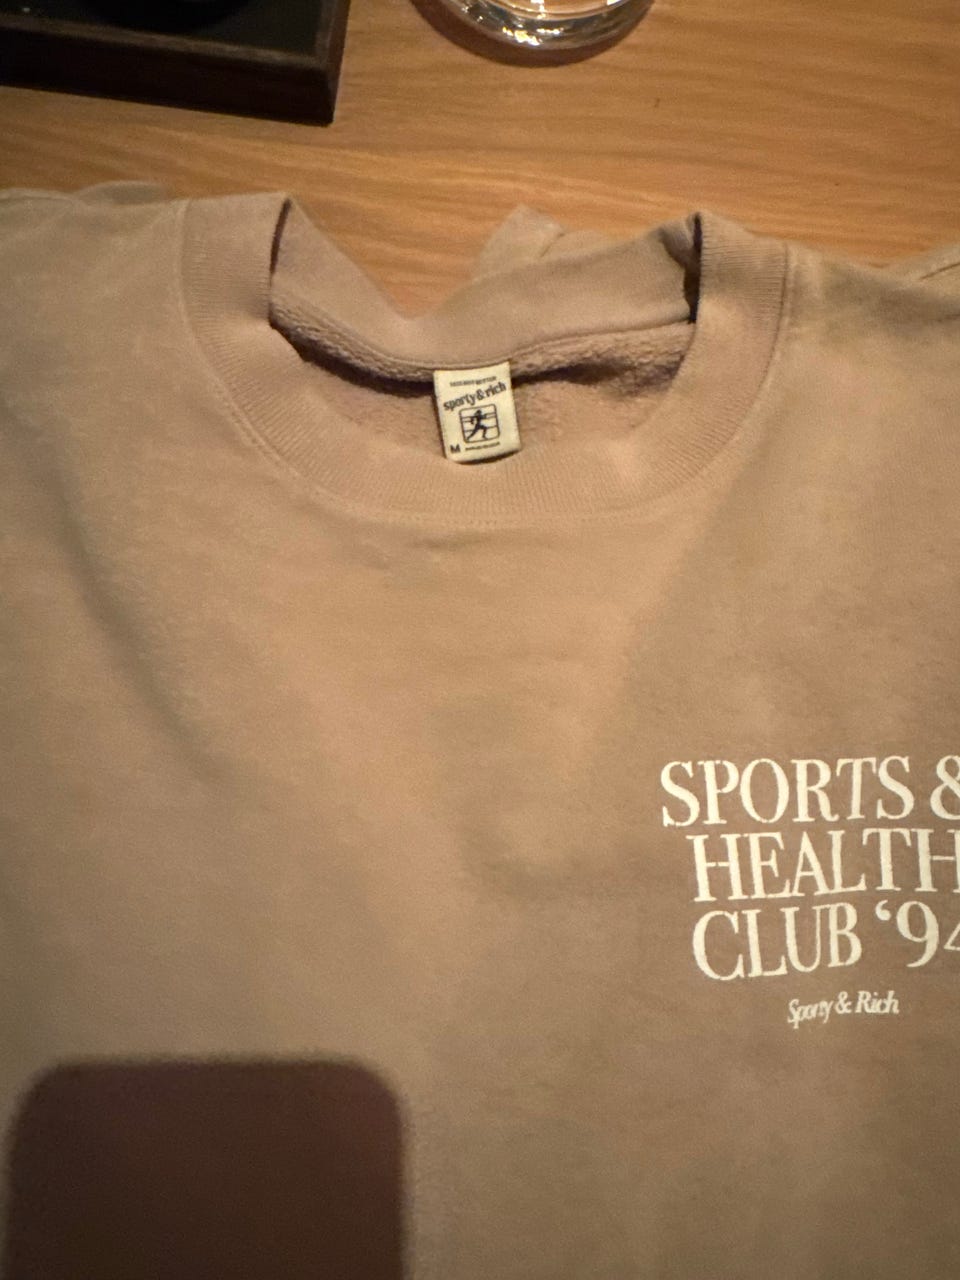 sporty & rich
M
SPORTS &
HEALTH
CLUB ‘94
Sporty & Rich